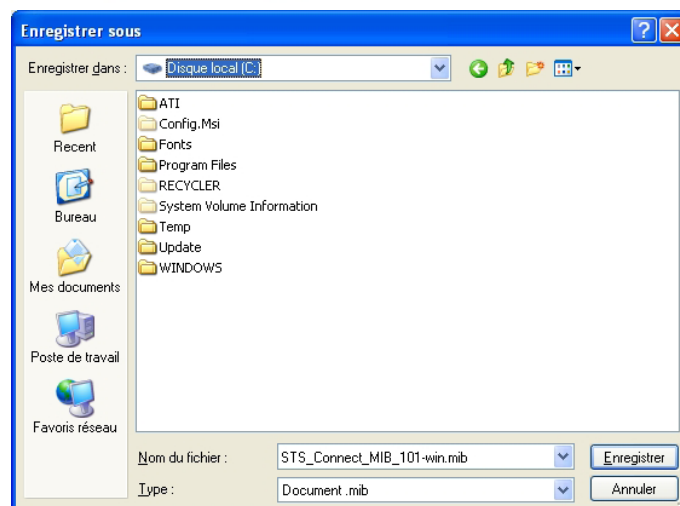 Enregistrer sous
Enregistrer dans :
Disque local (C:)
ATI
Config.Msi
Fonts
Program Files
RECYCLER
System Volume Information
Temp
Update
WINDOWS
Recent
Bureau
Mes documents
Poste de travail
Favoris réseau
Nom du fichier :
STS_Connect_MIB_101-win.mib
Enregistrer
Type :
Document .mib
Annuler